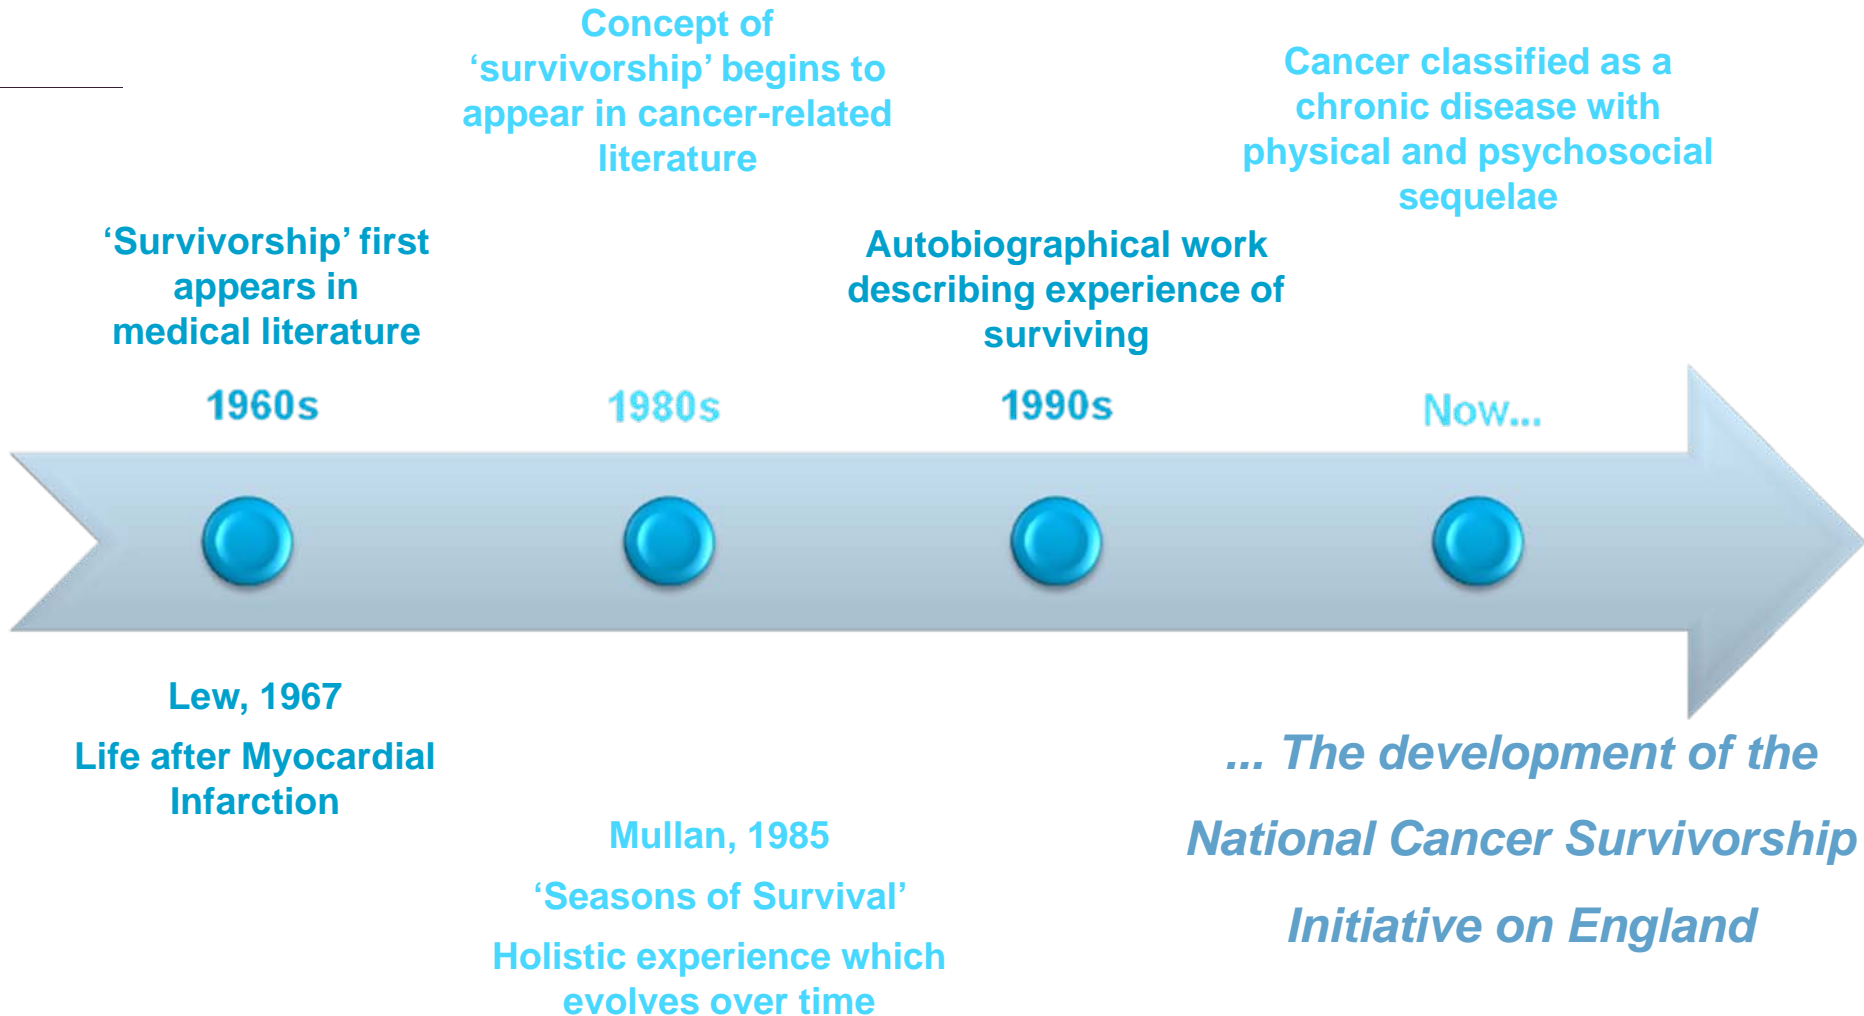 Concept of
‘survivorship’ begins to
appear in cancer-related
literature
Cancer classified as a
chronic disease with
physical and psychosocial
sequelae
‘Survivorship’ first
appears in
medical literature
Autobiographical work
describing experience of
surviving
1960s
1980s
1990s
Now...
Lew, 1967
Life after Myocardial
Infarction
Mullan, 1985
‘Seasons of Survival’
Holistic experience which
evolves over time
... The development of the
National Cancer Survivorship
Initiative on England